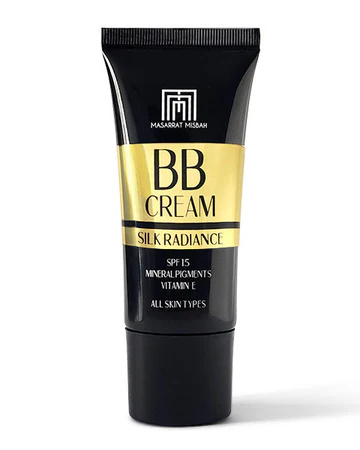 MASARRAT MISBAH
BB
CREAM
SILK RADIANCE
SPF 15
MINERAL PIGMENTS
VITAMIN E
ALL SKIN TYPES